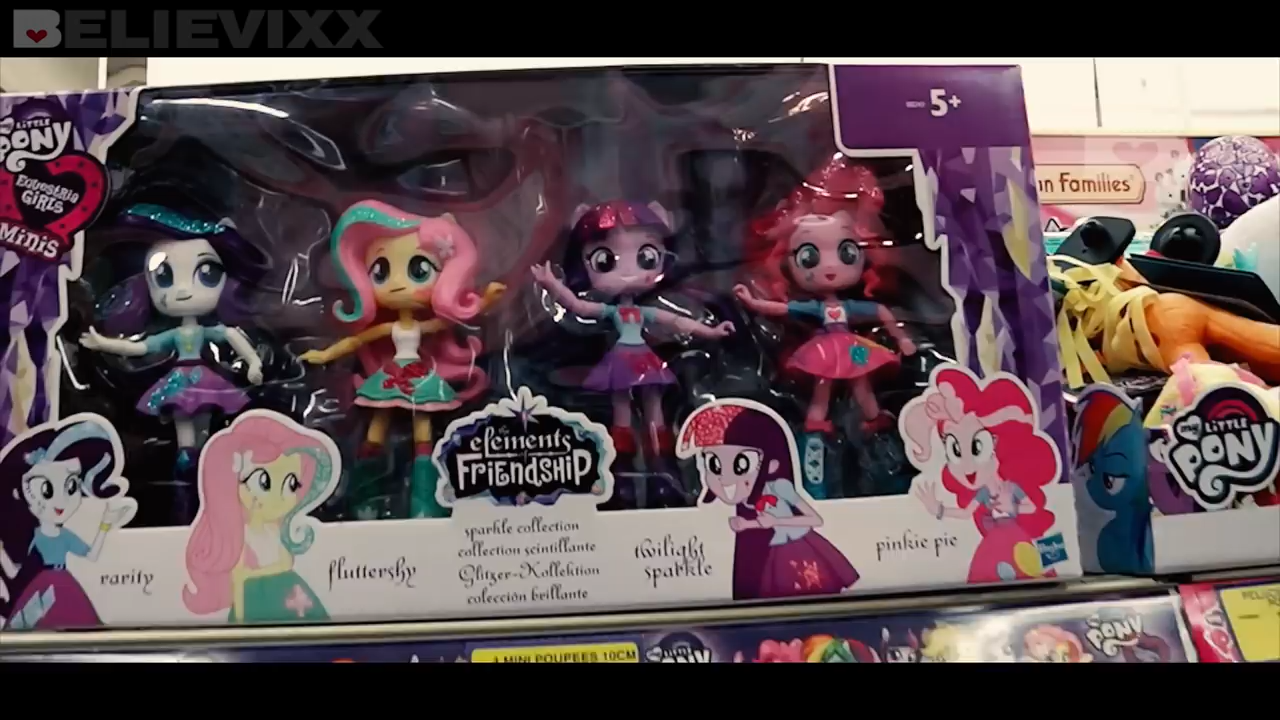 BELIEVIXX
my LITTLE
PONY
EQUESTRIA
GIRLS
Minis
5+
n Families
the
elements
of
FRIENDSHIP
sparkle collection
collection scintillante
Glitzer-Kollektion
colección brillante
rarity
fluttershy
twilight
sparkle
pinkie pie
Hasbro
my LITTLE
PONY
MINI POUPEES 10CM
PONY